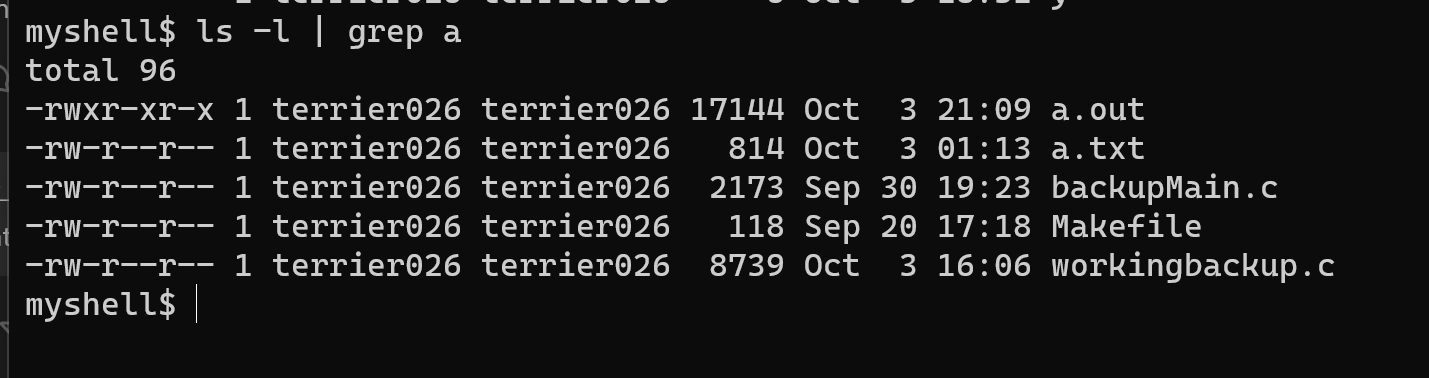 myshell$ ls -l | grep a
total 96
-rwxr-xr-x 1 terrier026 terrier026 17144 Oct  3 21:09 a.out
-rw-r--r-- 1 terrier026 terrier026   814 Oct  3 01:13 a.txt
-rw-r--r-- 1 terrier026 terrier026  2173 Sep 30 19:23 backupMain.c
-rw-r--r-- 1 terrier026 terrier026   118 Sep 20 17:18 Makefile
-rw-r--r-- 1 terrier026 terrier026  8739 Oct  3 16:06 workingbackup.c
myshell$